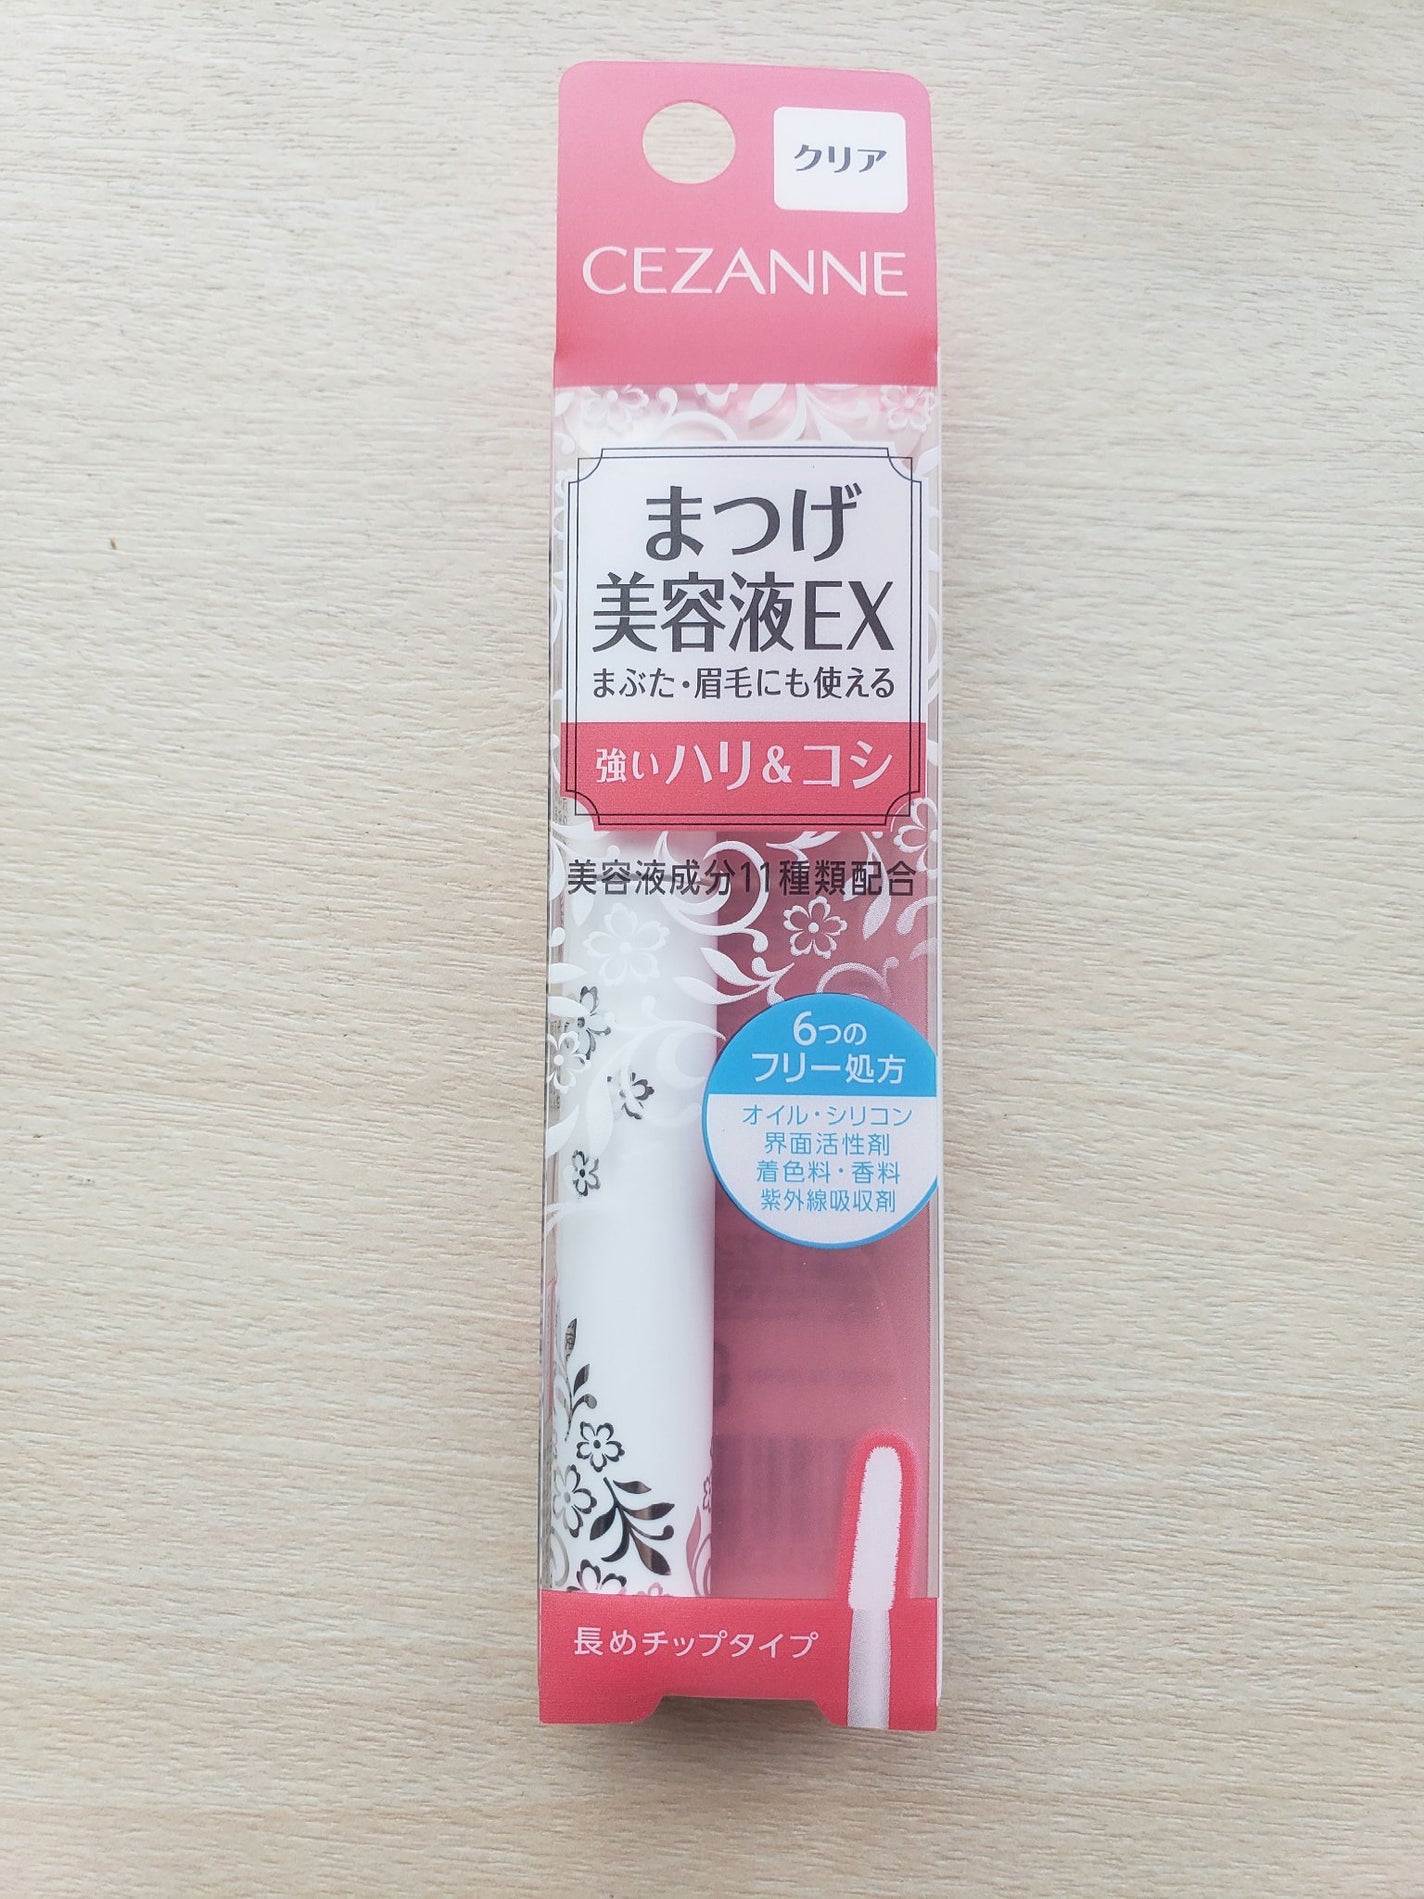 クリア
CEZANNE
まつげ
美容液EX
まぶた・眉毛にも使える
強いハリ&コシ
美容液成分11種類配合
6つの
フリー処方
オイル・シリコン
界面活性剤
着色料・香料
紫外線吸収剤
長めチップタイプ